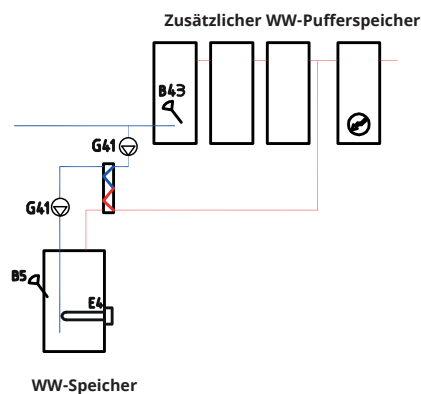 Zusätzlicher WW-Pufferspeicher
B43
G41
G41
B5
E4
WW-Speicher